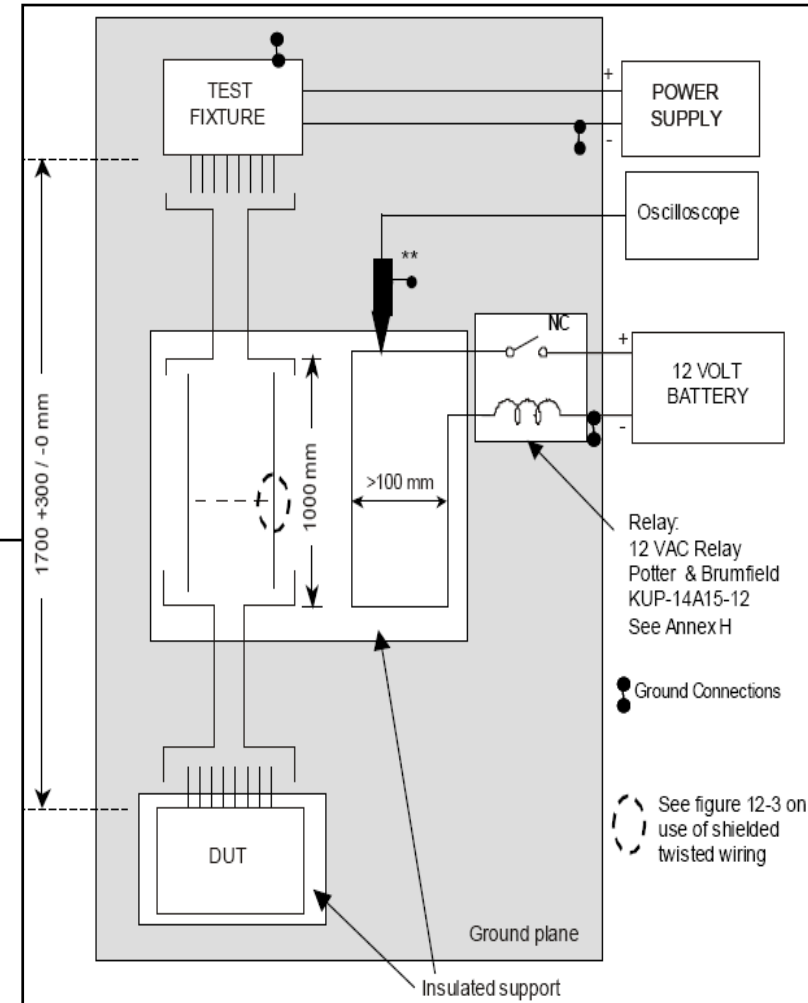 TEST
FIXTURE
+
-
POWER
SUPPLY
Oscilloscope
**
NC
+
-
12 VOLT
BATTERY
1700 +300 / -0 mm
1000 mm
>100 mm
Relay:
12 VAC Relay
Potter & Brumfield
KUP-14A15-12
See Annex H
Ground Connections
See figure 12-3 on
use of shielded
twisted wiring
DUT
Ground plane
Insulated support